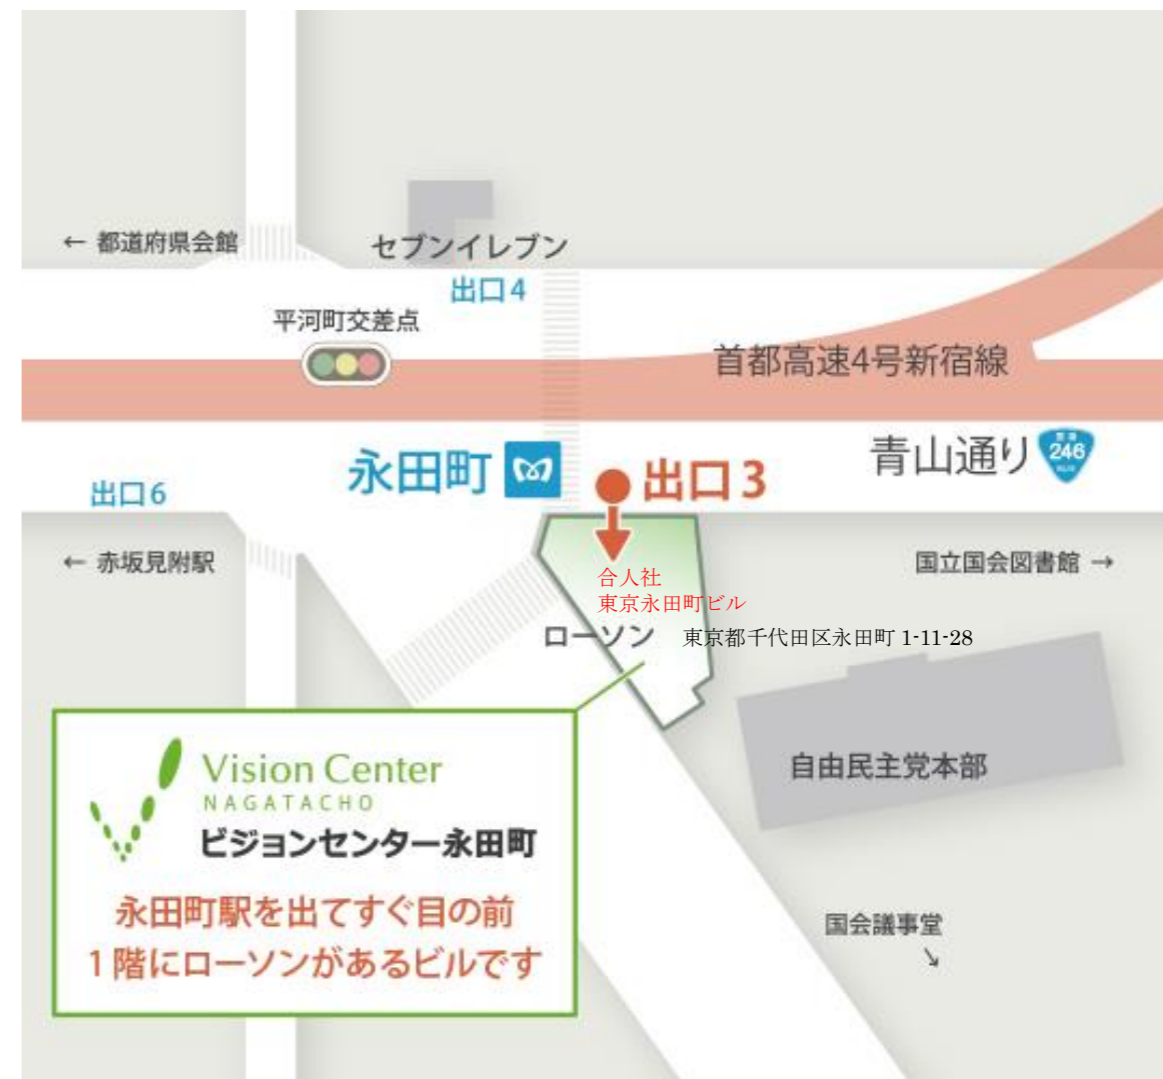 ← 都道府県会館
セブンイレブン
出口4
平河町交差点
首都高速4号新宿線
青山通り
246
永田町
出口3
出口6
← 赤坂見附駅
国立国会図書館 →
合人社
東京永田町ビル
ローソン
東京都千代田区永田町 1-11-28
自由民主党本部
Vision Center
NAGATACHO
ビジョンセンター永田町
永田町駅を出てすぐ目の前
1階にローソンがあるビルです
国会議事堂
↘